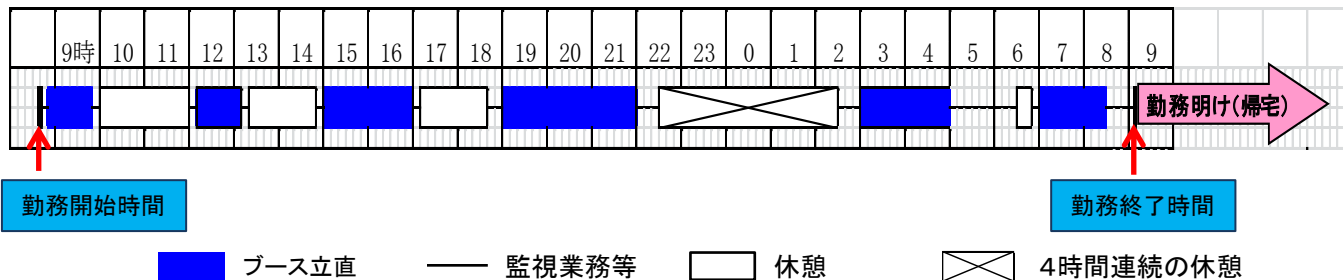 9時 10 11 12 13 14 15 16 17 18 19 20 21 22 23 0 1 2 3 4 5 6 7 8 9
勤務明け(帰宅)
勤務開始時間
勤務終了時間
ブース立直 監視業務等 休憩 4時間連続の休憩